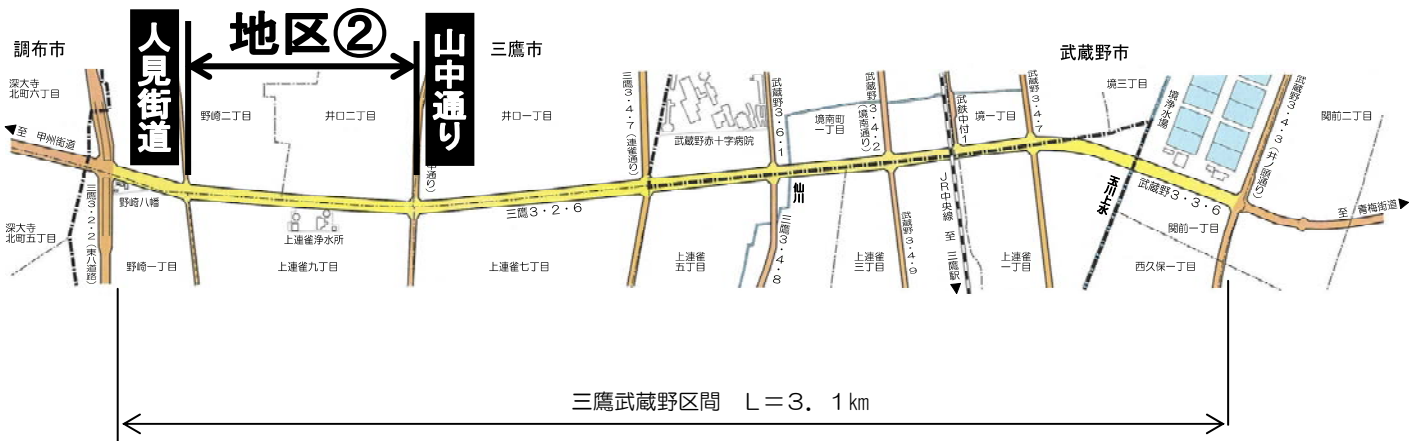 地区②
人見街道
山中通り
調布市
三鷹市
武蔵野市
深大寺
北町六丁目
野崎二丁目
井口二丁目
井口一丁目
三鷹3・4・7(連雀通り)
武蔵野赤十字病院
武蔵野3・6・1
境南町
一丁目
武蔵野3・4・2
(境南通り)
武鉄中付1
境一丁目
武蔵野3・4・7
境三丁目
境浄水場
武蔵野3・4・3(井ノ頭通り)
関前二丁目
至 甲州街道
野崎八幡
中通り)
三鷹3・2・6
仙川
玉川上水
武蔵野3・3・6
至 青梅街道
深大寺
北町五丁目
三鷹3・2・2(東八道路)
野崎一丁目
上連雀浄水所
上連雀九丁目
上連雀七丁目
上連雀
五丁目
三鷹3・4・8
上連雀
三丁目
武蔵野3・4・9
JR中央線 至 三鷹駅
上連雀
一丁目
関前一丁目
西久保一丁目
三鷹武蔵野区間 L=3.1km